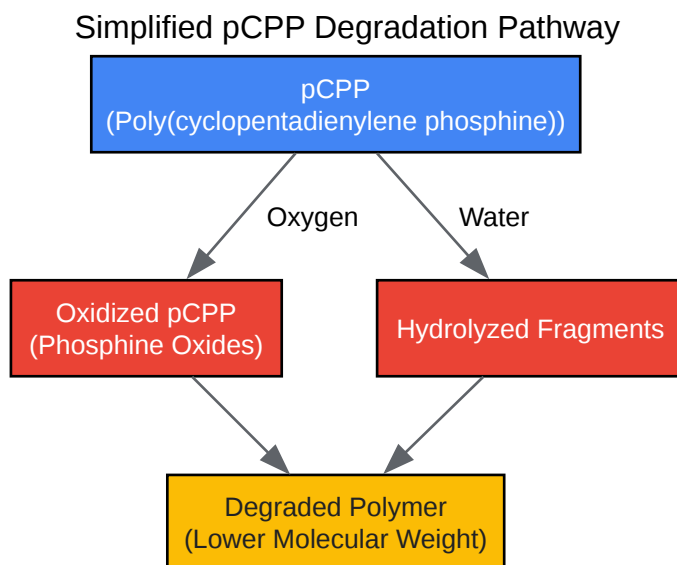 Simplified pCPP Degradation Pathway
pCPP
(Poly(cyclopentadienylene phosphine))
Oxygen
Water
Oxidized pCPP
(Phosphine Oxides)
Hydrolyzed Fragments
Degraded Polymer
(Lower Molecular Weight)